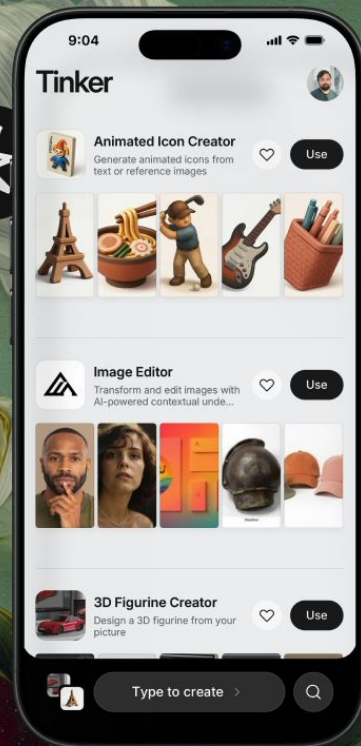 9:04
Tinker
Animated Icon Creator
Generate animated icons from
text or reference images
Use
Image Editor
Transform and edit images with
AI-powered contextual unde...
Use
3D Figurine Creator
Design a 3D figurine from your
picture
Use
Type to create